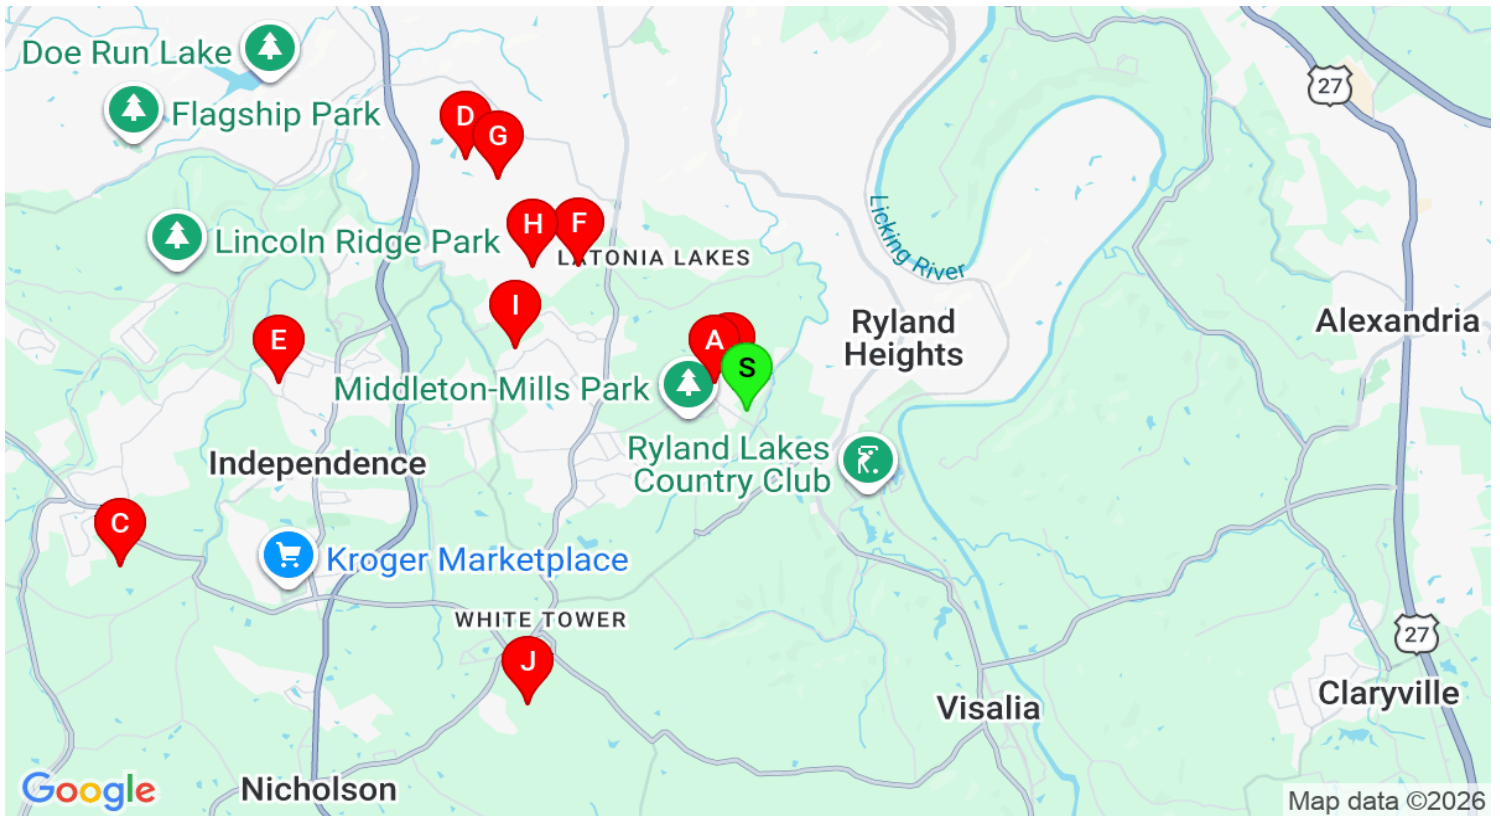 Doe Run Lake
27
Flagship Park
D
G
Licking River
Lincoln Ridge Park
H
F
LATONIA LAKES
I
E
A
S
Ryland
Heights
Alexandria
Middleton-Mills Park
Ryland Lakes
Country Club
Independence
C
Kroger Marketplace
WHITE TOWER
27
J
Visalia
Claryville
Nicholson
Google
Map data ©2026